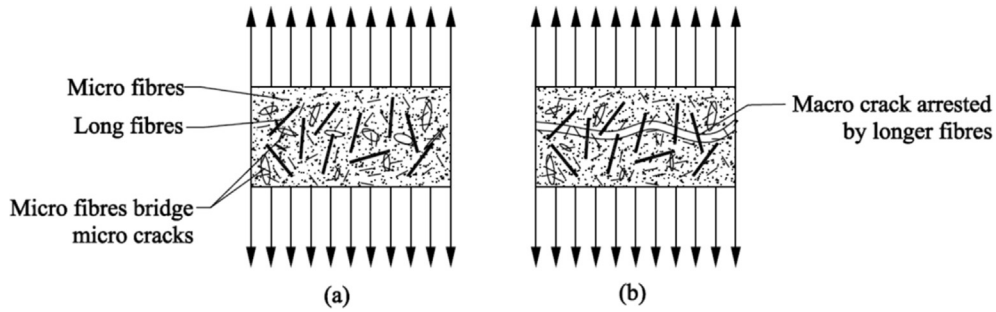 Micro fibres
Long fibres
Micro fibres bridge
micro cracks
Macro crack arrested
by longer fibres
(a)
(b)